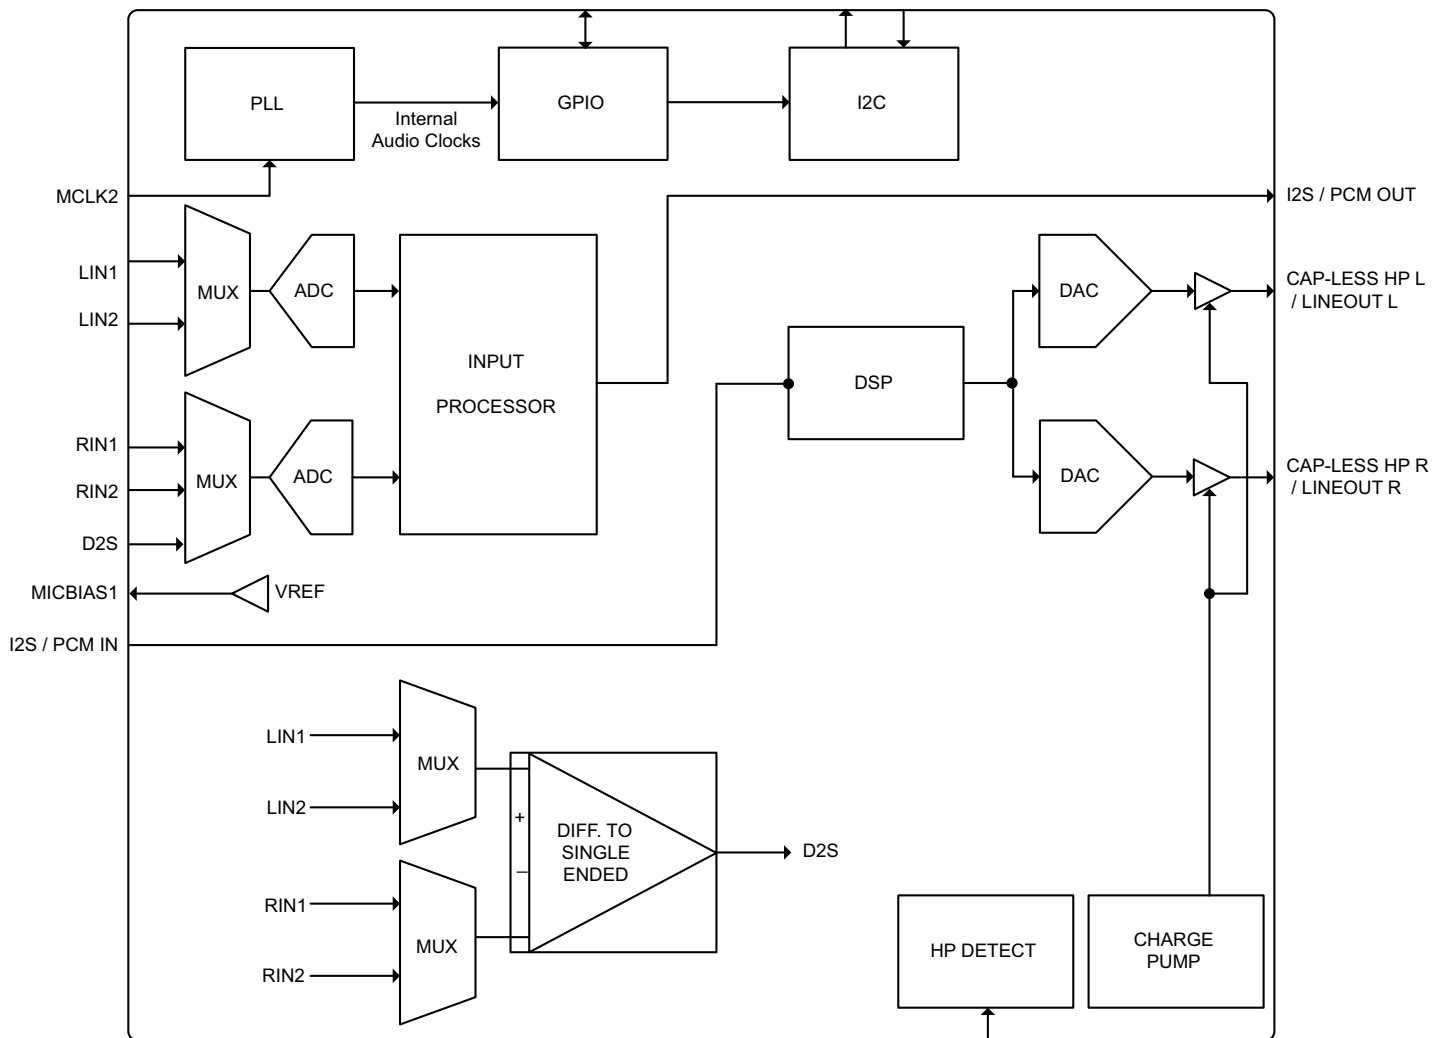 PLL
Internal
Audio Clocks
GPIO
I2C
MCLK2
I2S / PCM OUT
LIN1
LIN2
MUX
ADC
INPUT
PROCESSOR
DSP
DAC
CAP-LESS HP L
/ LINEOUT L
RIN1
RIN2
D2S
MUX
ADC
DAC
CAP-LESS HP R
/ LINEOUT R
MICBIAS1
VREF
I2S / PCM IN
LIN1
LIN2
MUX
RIN1
RIN2
MUX
+
–
DIFF. TO
SINGLE
ENDED
D2S
HP DETECT
CHARGE
PUMP